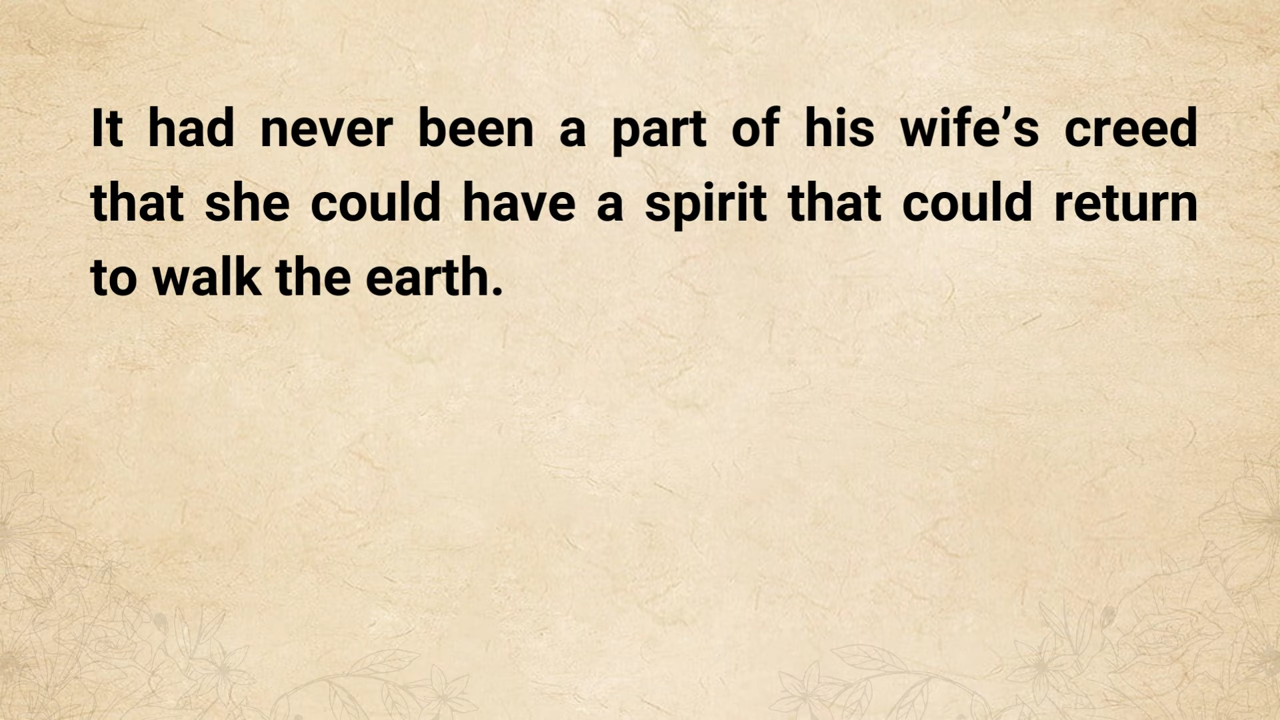 It had never been a part of his wife’s creed
that she could have a spirit that could return
to walk the earth.